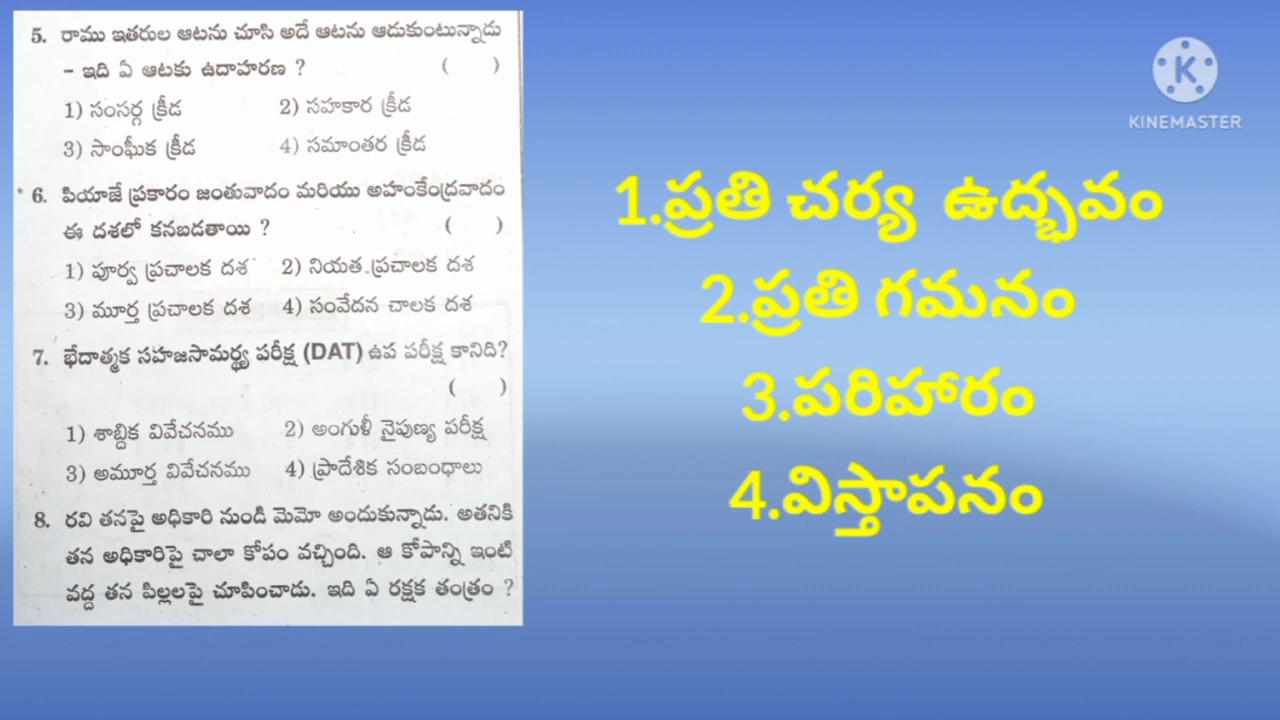 5. రాము ఇతరుల ఆటను చూసి అదే ఆటను ఆడుకుంటున్నాడు
– ఇది ఏ ఆటకు ఉదాహరణ ? ( )
1) సంసర్గ క్రీడ 2) సహకార క్రీడ
3) సాంఘీక క్రీడ 4) సమాంతర క్రీడ
6. పియాజే ప్రకారం జంతువాదం మరియు అహంకేంద్రవాదం
ఈ దశలో కనబడతాయి ? ( )
1) పూర్వ ప్రచాలక దశ 2) నియత ప్రచాలక దశ
3) మూర్త ప్రచాలక దశ 4) సంవేదన చాలక దశ
7. భేదాత్మక సహజసామర్థ్య పరీక్ష (DAT) ఉప పరీక్ష కానిది?
( )
1) శాబ్దిక వివేచనము 2) అంగుళీ నైపుణ్య పరీక్ష
3) అమూర్త వివేచనము 4) ప్రాదేశిక సంబంధాలు
8. రవి తనపై అధికారి నుండి మెమో అందుకున్నాడు. అతనికి
తన అధికారిపై చాలా కోపం వచ్చింది. ఆ కోపాన్ని ఇంటి
వద్ద తన పిల్లలపై చూపించాడు. ఇది ఏ రక్షక తంత్రం ?
KINEMASTER
1.ప్రతి చర్య ఉద్భవం
2.ప్రతి గమనం
3.పరిహారం
4.విస్తాపనం